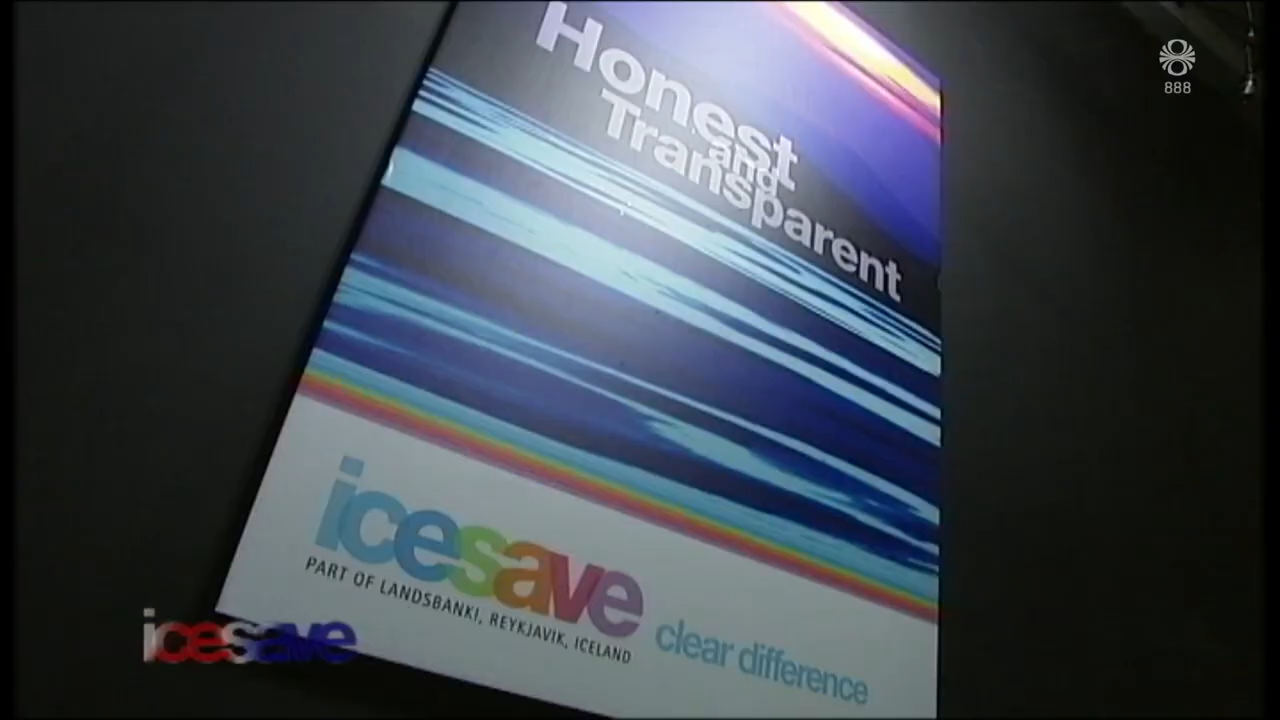 888
Honest
and
Transparent
icesave
PART OF LANDSBANKI, REYKJAVIK, ICELAND
clear difference
icesave